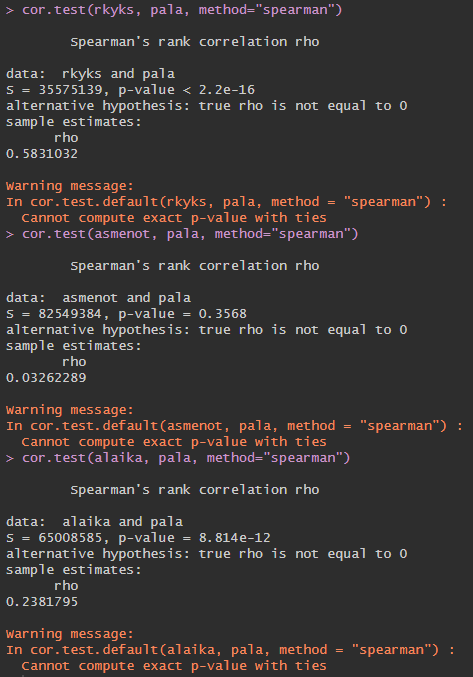 > cor.test(rkyks, pala, method="spearman")
Spearman's rank correlation rho
data:  rkyks and pala
S = 35575139, p-value < 2.2e-16
alternative hypothesis: true rho is not equal to 0
sample estimates:
rho
0.5831032
Warning message:
In cor.test.default(rkyks, pala, method = "spearman") :
Cannot compute exact p-value with ties
> cor.test(asmenot, pala, method="spearman")
Spearman's rank correlation rho
data:  asmenot and pala
S = 82549384, p-value = 0.3568
alternative hypothesis: true rho is not equal to 0
sample estimates:
rho
0.03262289
Warning message:
In cor.test.default(asmenot, pala, method = "spearman") :
Cannot compute exact p-value with ties
> cor.test(alaika, pala, method="spearman")
Spearman's rank correlation rho
data:  alaika and pala
S = 65008585, p-value = 8.814e-12
alternative hypothesis: true rho is not equal to 0
sample estimates:
rho
0.2381795
Warning message:
In cor.test.default(alaika, pala, method = "spearman") :
Cannot compute exact p-value with ties